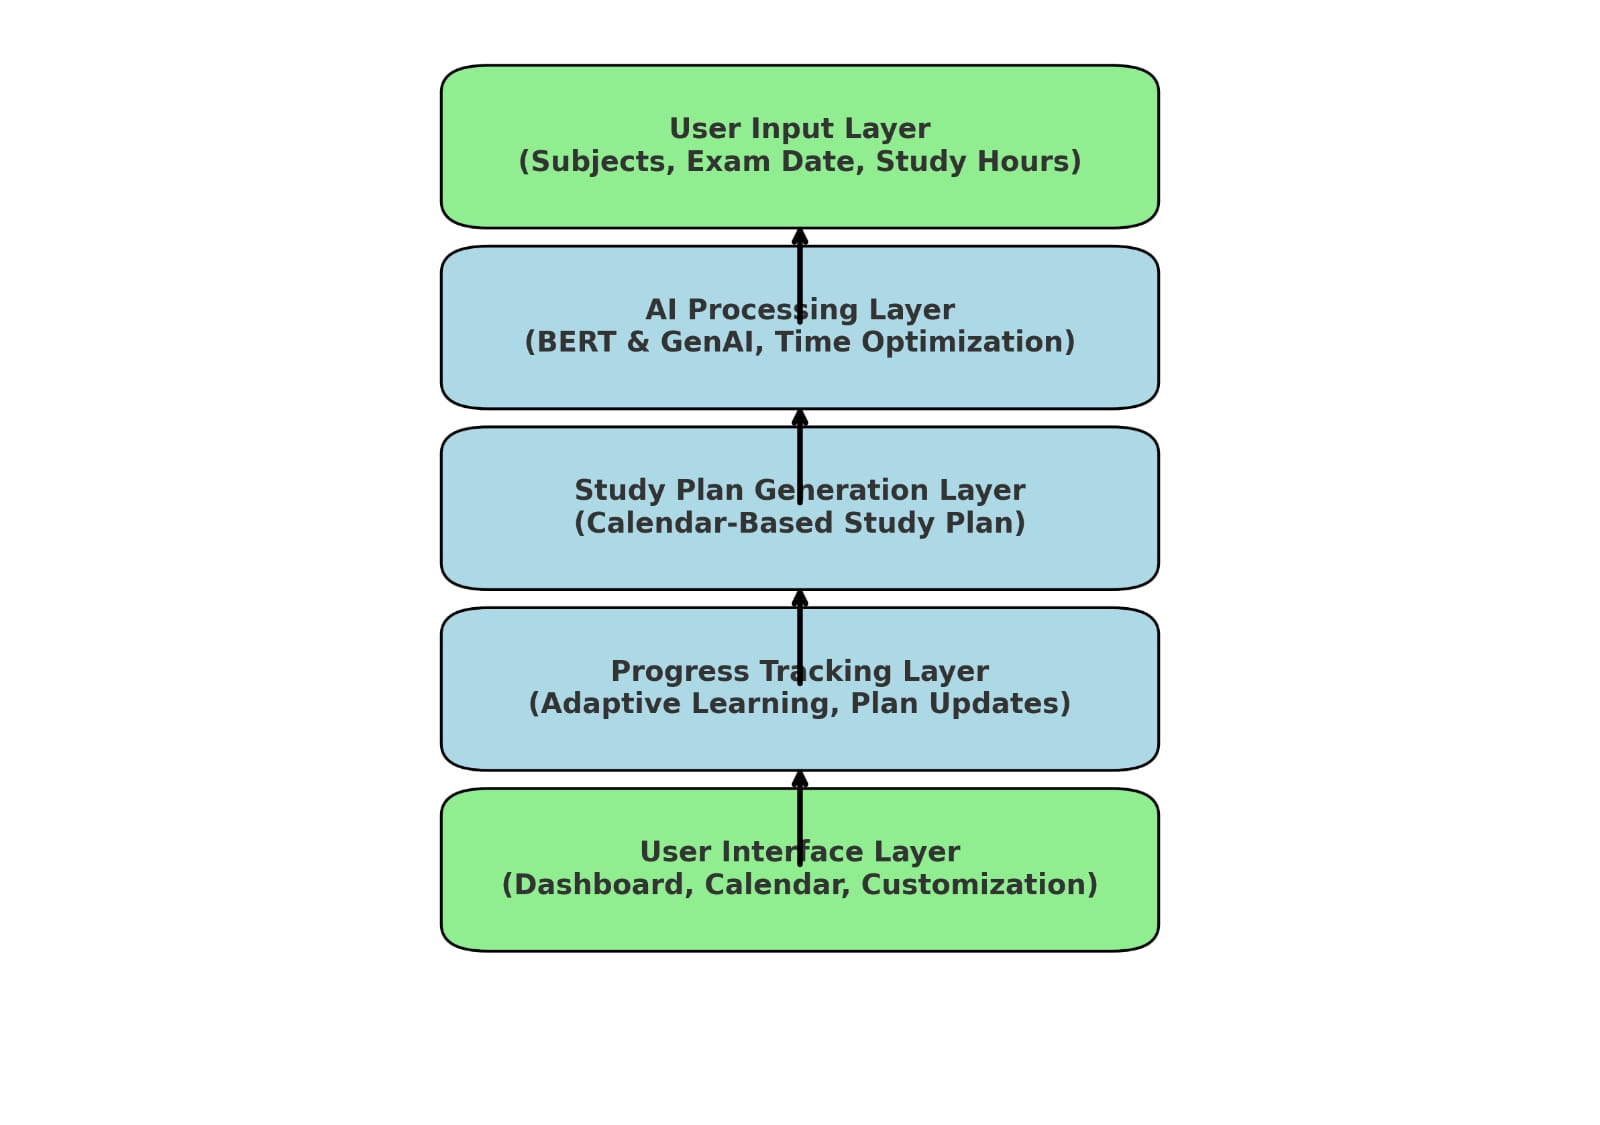 User Input Layer
(Subjects, Exam Date, Study Hours)
AI Processing Layer
(BERT & GenAI, Time Optimization)
Study Plan Generation Layer
(Calendar-Based Study Plan)
Progress Tracking Layer
(Adaptive Learning, Plan Updates)
User Interface Layer
(Dashboard, Calendar, Customization)